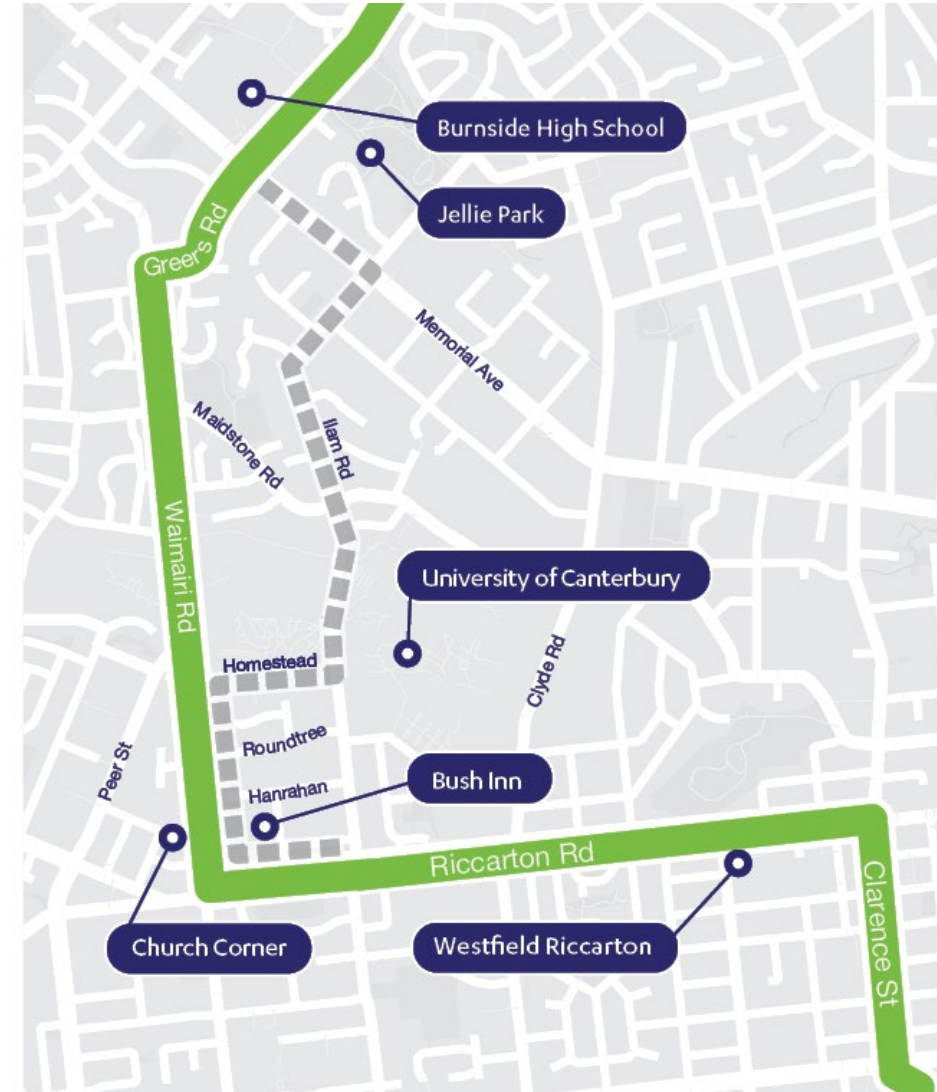 Burnside High School
Jellie Park
Greers Rd
Memorial Ave
Maidstone Rd
Ilam Rd
Waimairi Rd
University of Canterbury
Homestead
Clyde Rd
Roundtree
Peer St
Hanrahan
Bush Inn
Riccarton Rd
Clarence St
Church Corner
Westfield Riccarton